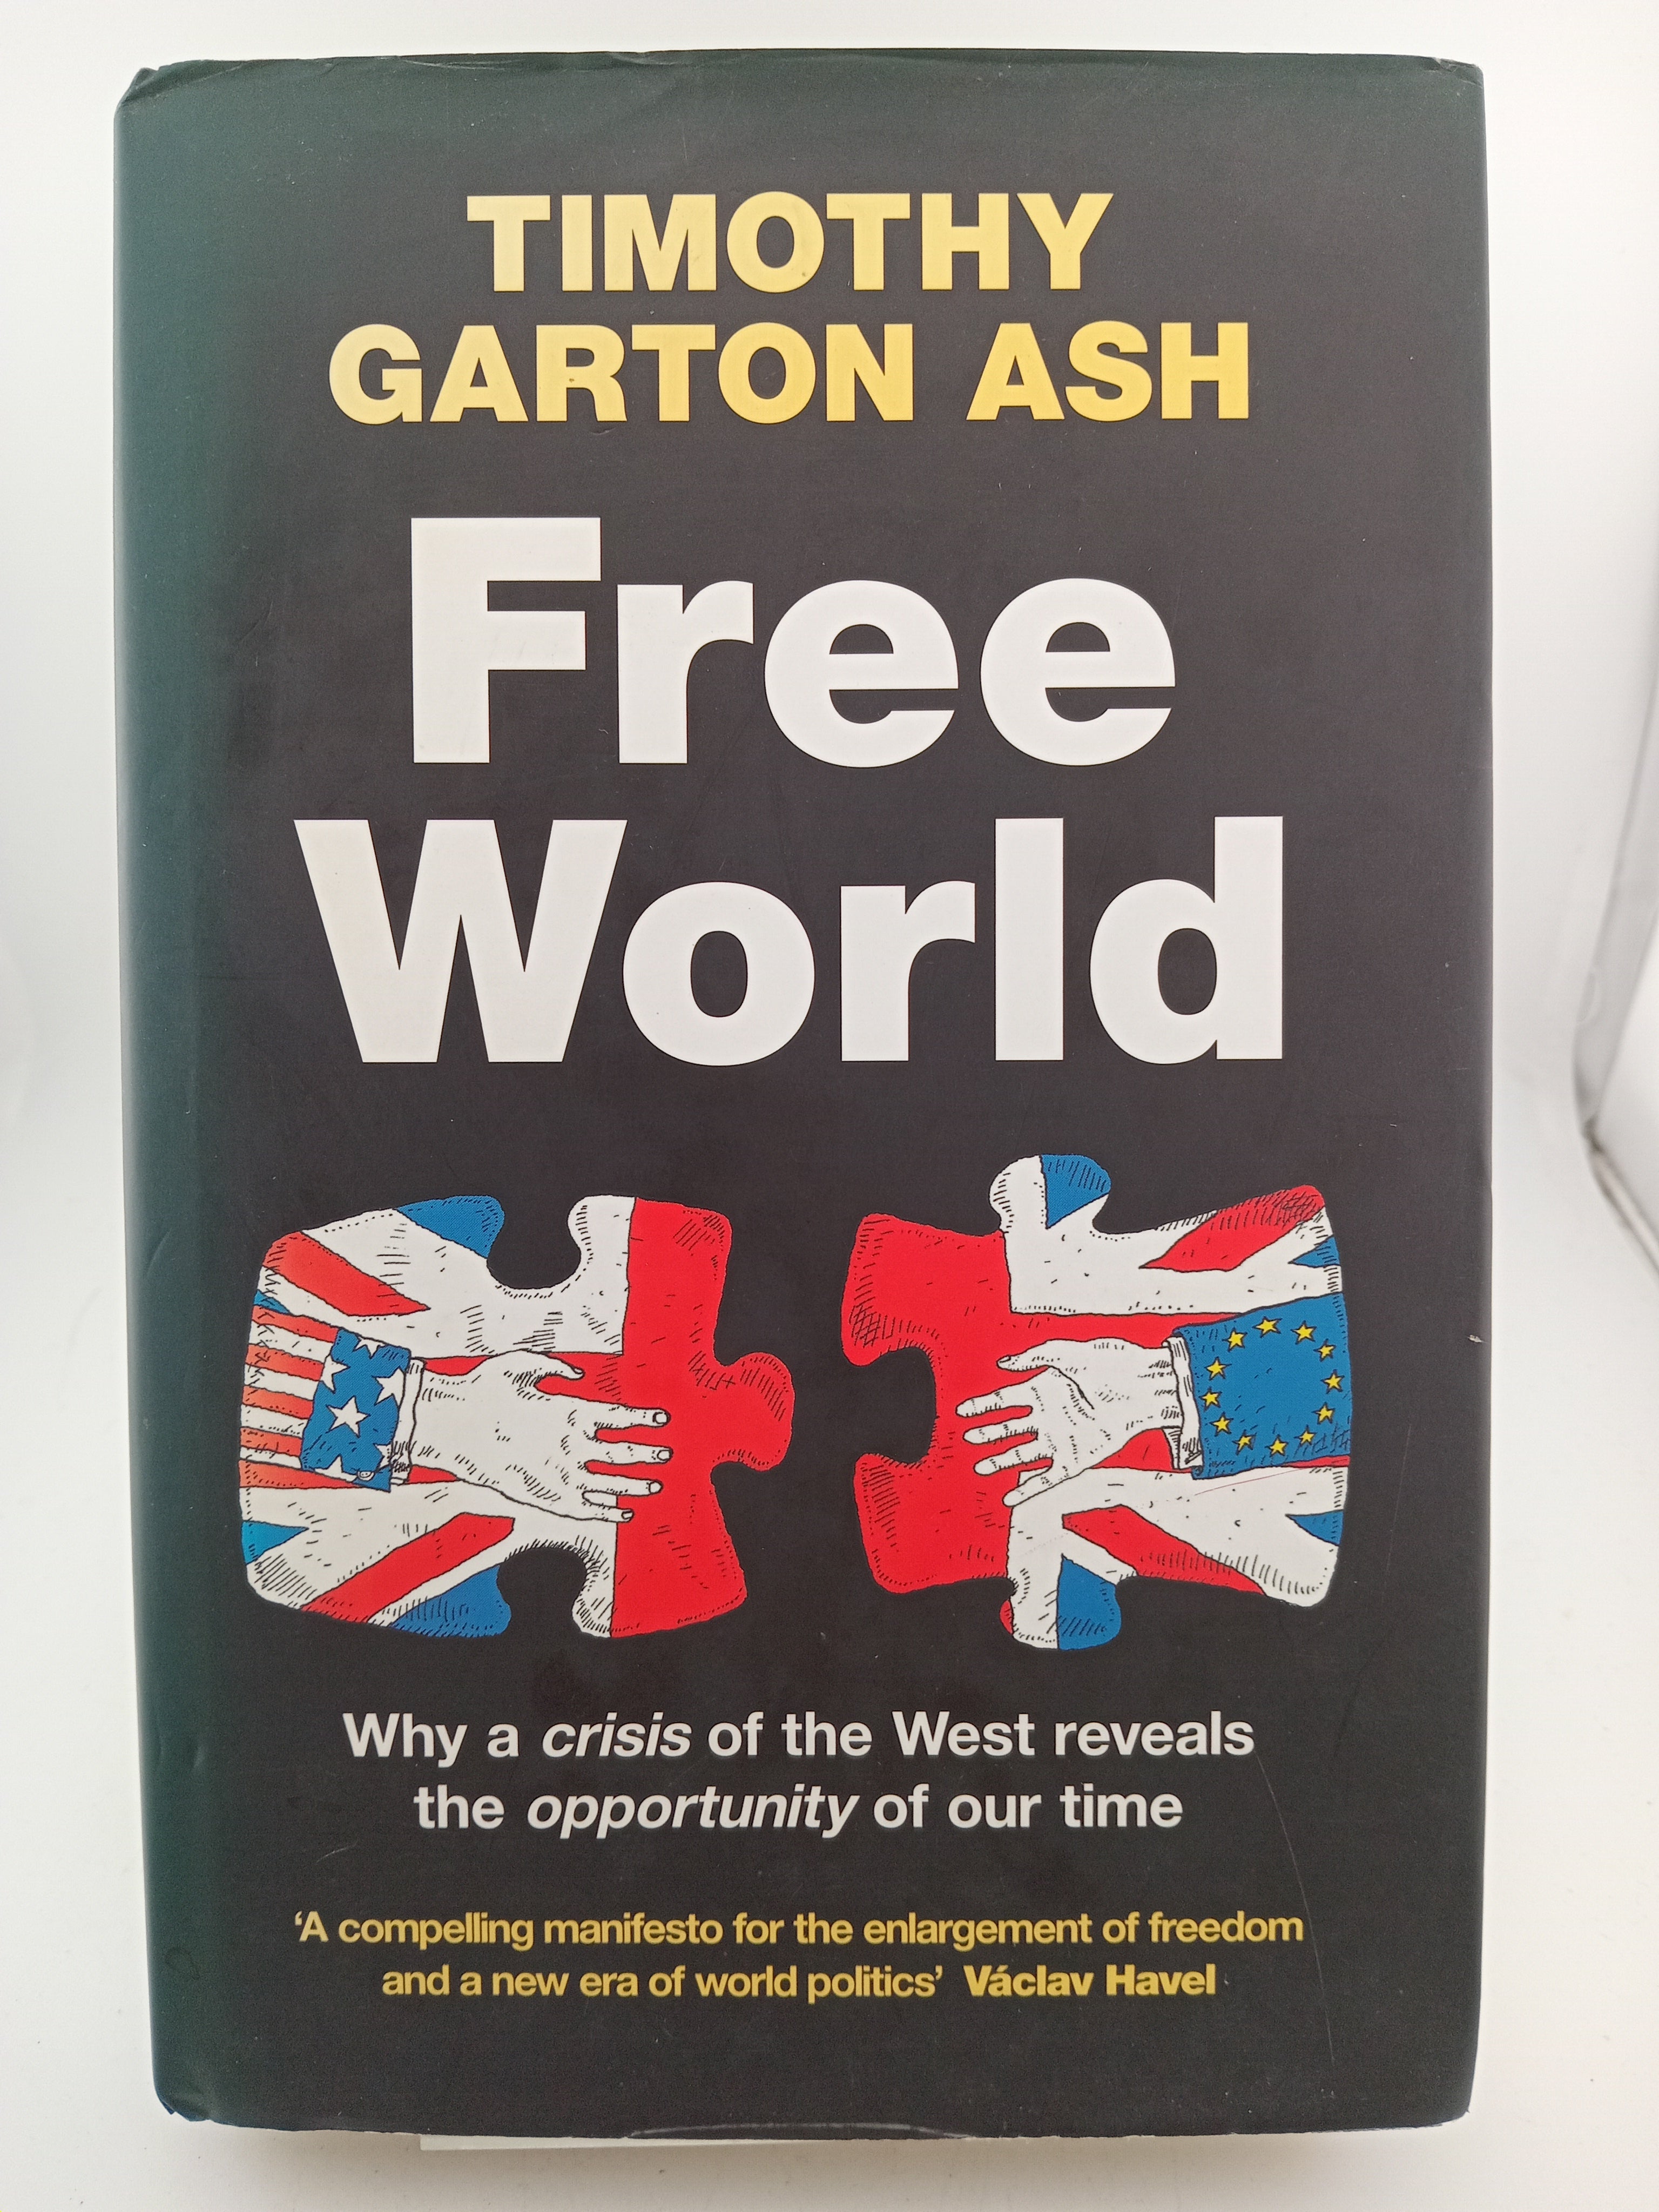 TIMOTHY
GARTON ASH
Free
World
Why a crisis of the West reveals
the opportunity of our time
‘A compelling manifesto for the enlargement of freedom
and a new era of world politics’ Václav Havel